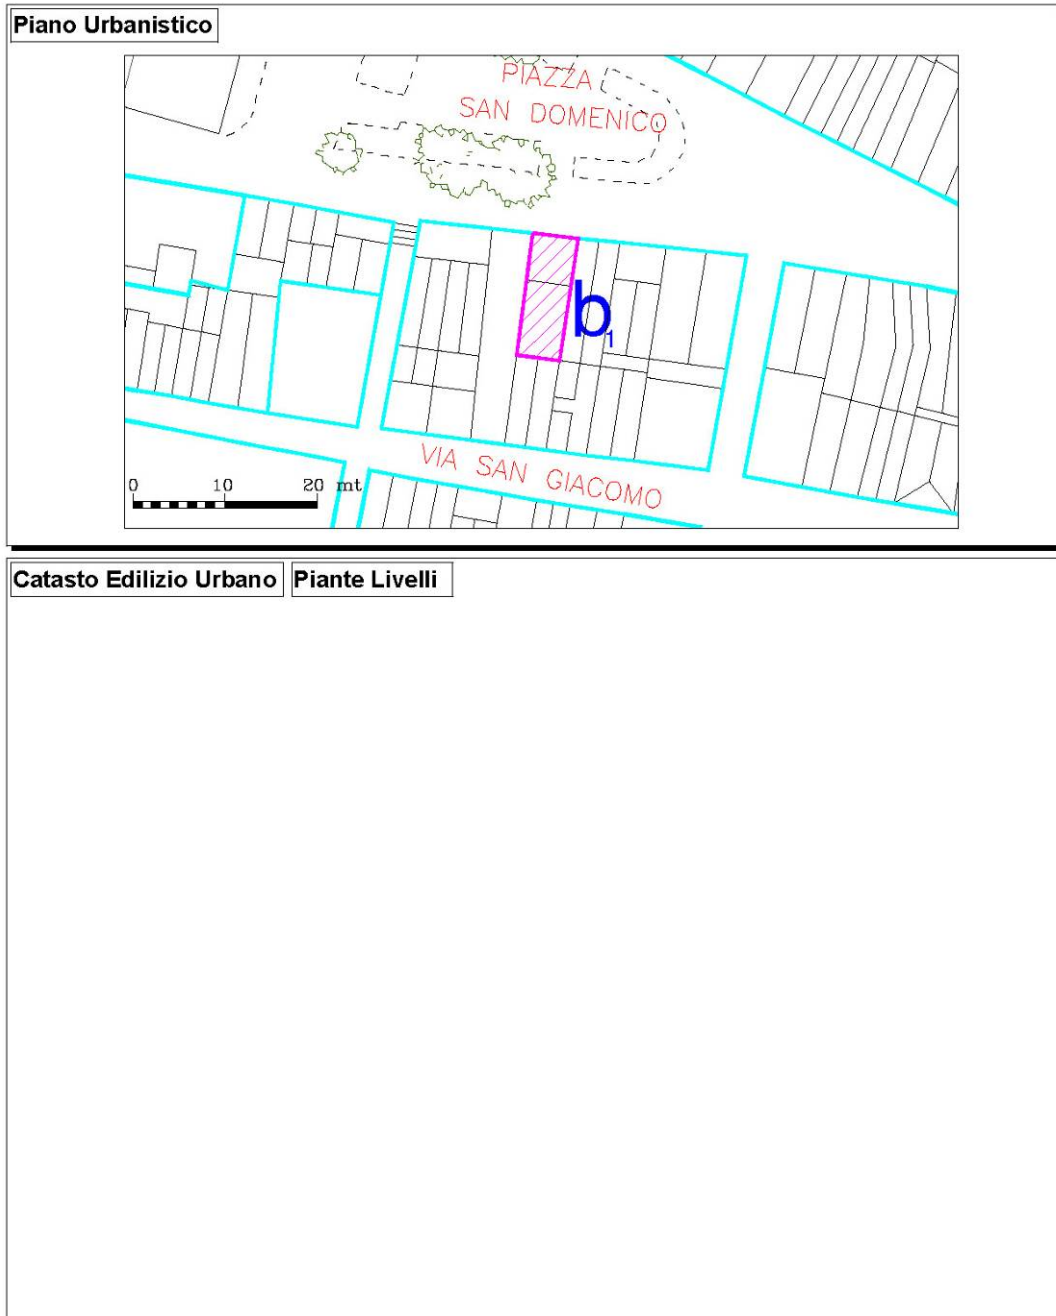 Piano Urbanistico
PIAZZA
SAN DOMENICO
b1
VIA SAN GIACOMO
0 10 20 mt
Catasto Edilizio Urbano Piante Livelli